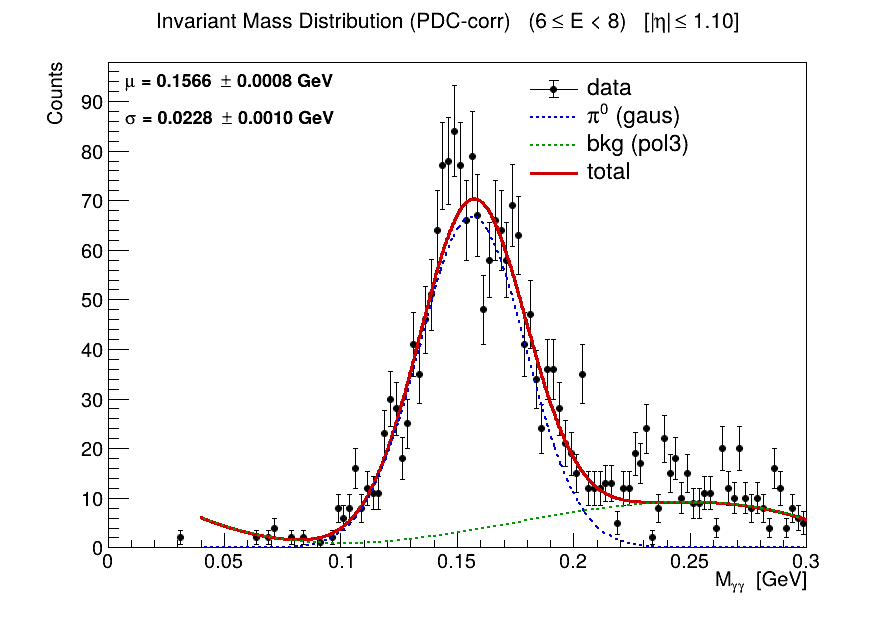 Invariant Mass Distribution (PDC-corr) (6 ≤ E < 8) [|η| ≤ 1.10]
μ = 0.1566 ± 0.0008 GeV
σ = 0.0228 ± 0.0010 GeV
data
π⁰ (gaus)
bkg (pol3)
total
Counts
90
80
70
60
50
40
30
20
10
0
0 0.05 0.1 0.15 0.2 0.25 0.3
Mγγ [GeV]